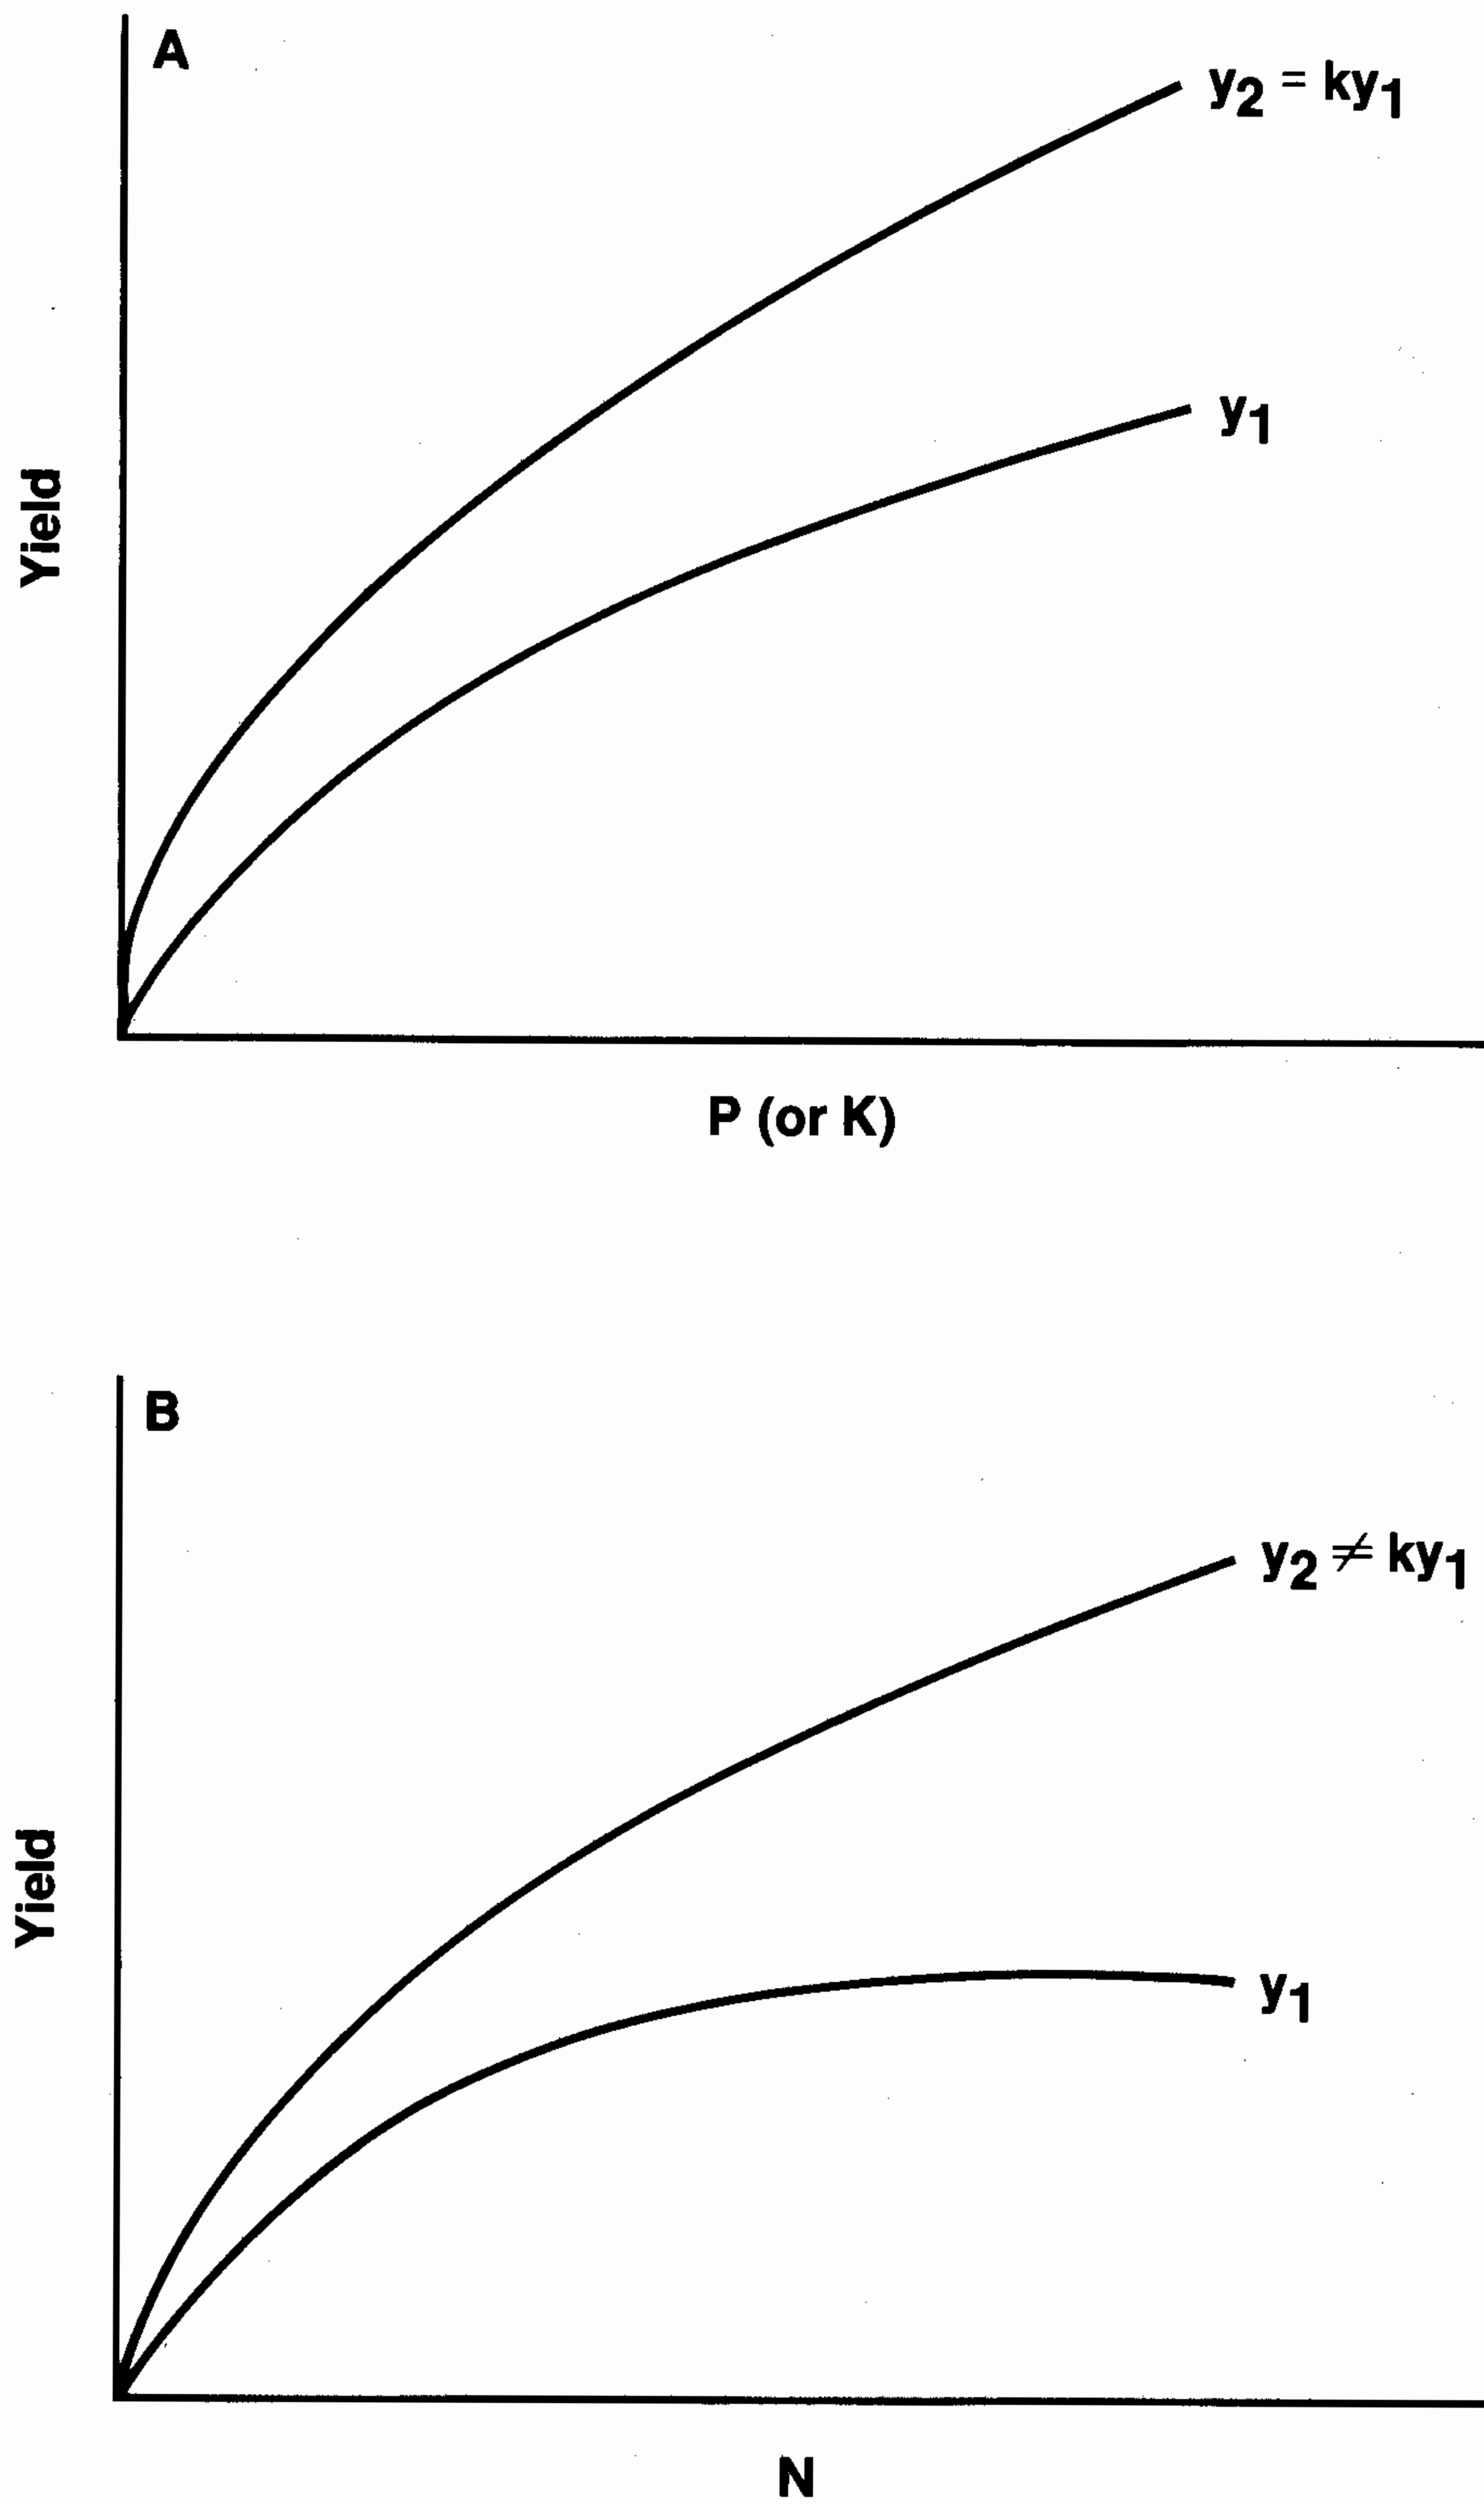 A
y₂ = ky₁
y₁
Yield
P (or K)
B
y₂ ≠ ky₁
y₁
Yield
N